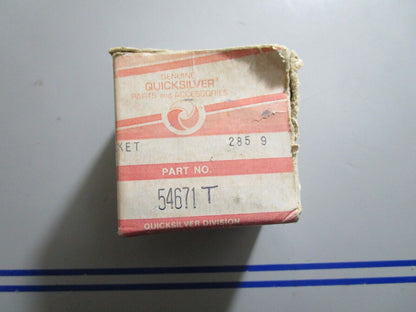 GENUINE
QUICKSILVER
PARTS and ACCESSORIES
KET 285 9
PART NO.
54671 T
QUICKSILVER DIVISION